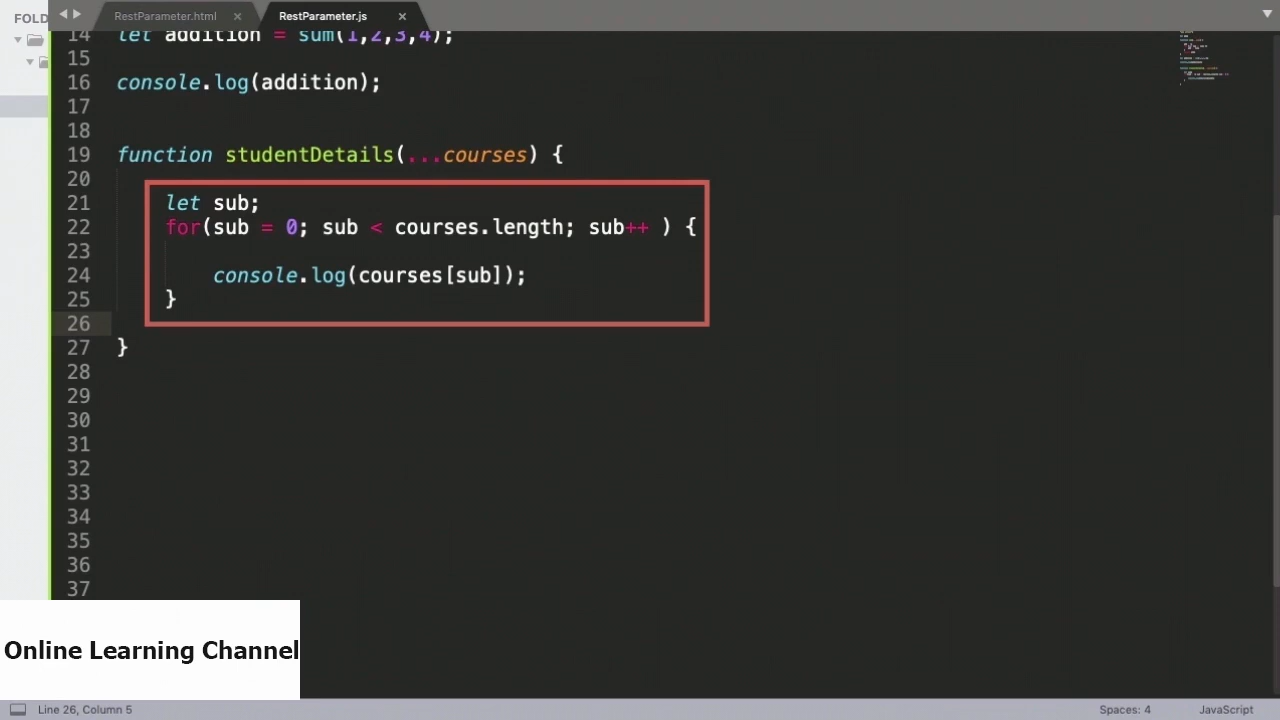 FOLD
RestParameter.html ×
RestParameter.js ×
14 let addition = sum(1,2,3,4);
15
16 console.log(addition);
17
18
19 function studentDetails(...courses) {
20
21 let sub;
22 for(sub = 0; sub < courses.length; sub++ ) {
23
24 console.log(courses[sub]);
25 }
26
27 }
28
29
30
31
32
33
34
35
36
37
Online Learning Channel
Line 26, Column 5
Spaces: 4
JavaScript